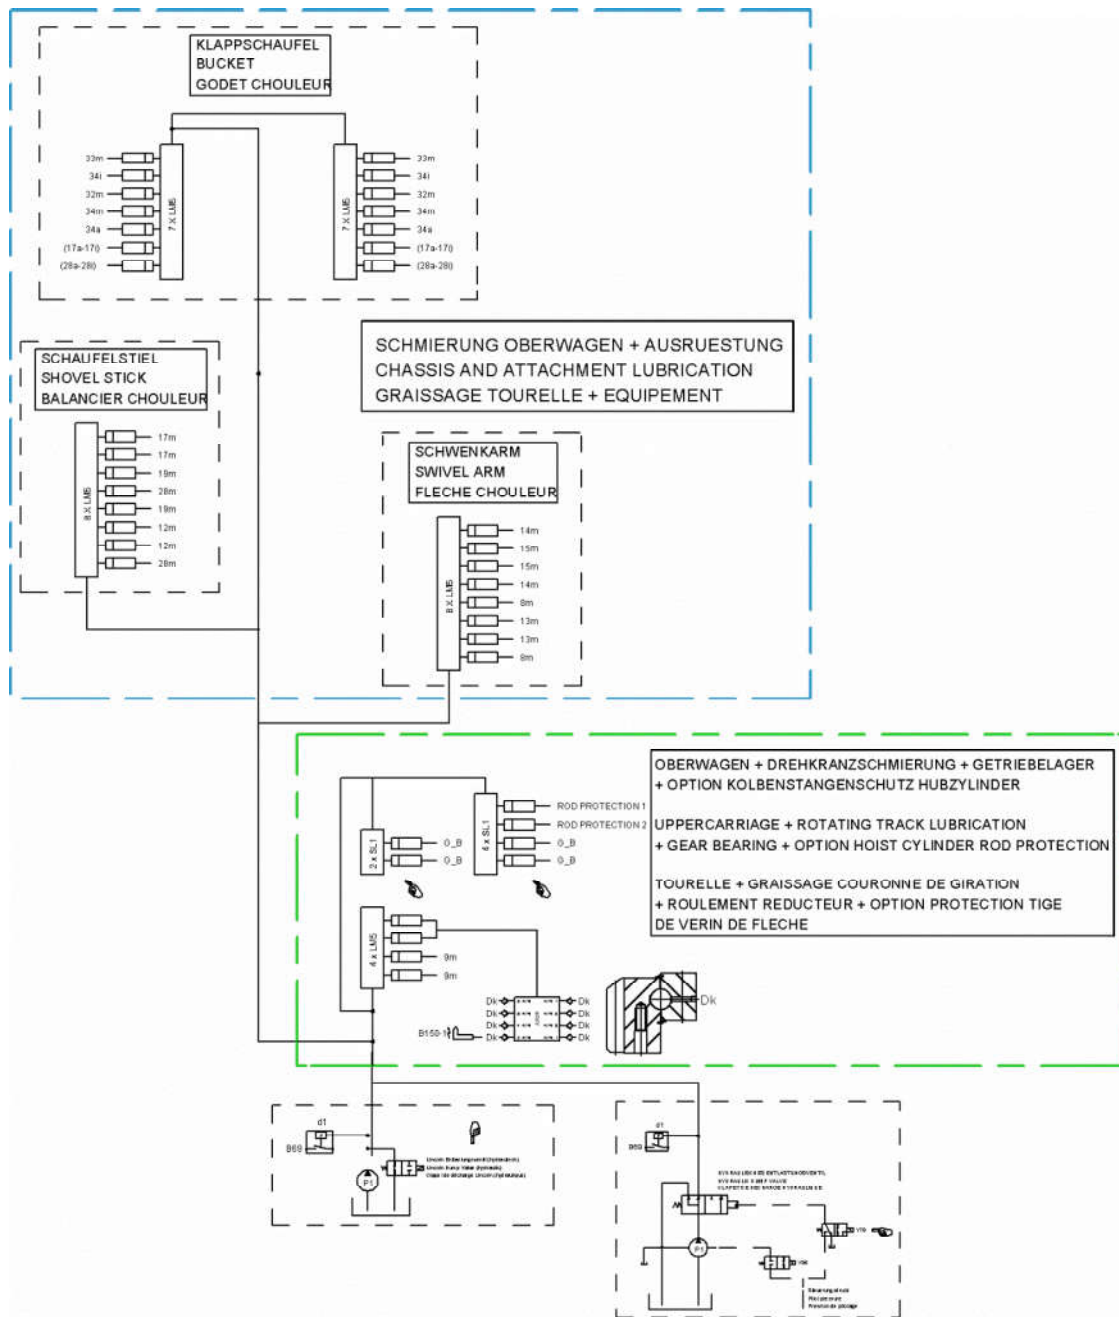 KLAPPSCHAUFEL
BUCKET
GODET CHOULEUR
33m
34i
32m
34m
34a
(17a-17i)
(28a-28i)
7 X LM5
7 X LM5
33m
34i
32m
34m
34a
(17a-17i)
(28a-28i)
SCHMIERUNG OBERWAGEN + AUSRUESTUNG
CHASSIS AND ATTACHMENT LUBRICATION
GRAISSAGE TOURELLE + EQUIPEMENT
SCHAUFELSTIEL
SHOVEL STICK
BALANCIER CHOULEUR
8 X LM5
17m
17m
19m
28m
19m
12m
12m
28m
SCHWENKARM
SWIVEL ARM
FLECHE CHOULEUR
8 X LM5
14m
15m
15m
14m
8m
13m
13m
8m
OBERWAGEN + DREHKRANZSCHMIERUNG + GETRIEBELAGER
+ OPTION KOLBENSTANGENSCHUTZ HUBZYLINDER
UPPERCARRIAGE + ROTATING TRACK LUBRICATION
+ GEAR BEARING + OPTION HOIST CYLINDER ROD PROTECTION
TOURELLE + GRAISSAGE COURONNE DE GIRATION
+ ROULEMENT REDUCTEUR + OPTION PROTECTION TIGE
DE VERIN DE FLECHE
2 x SL1
G_B
G_B
4 x SL1
ROD PROTECTION 1
ROD PROTECTION 2
G_B
G_B
4 x LM5
9m
9m
Dk
Dk
Dk
Dk
B158-1
Dk
Dk
Dk
Dk
Dk
d1
B69
P1
d1
B69
P1